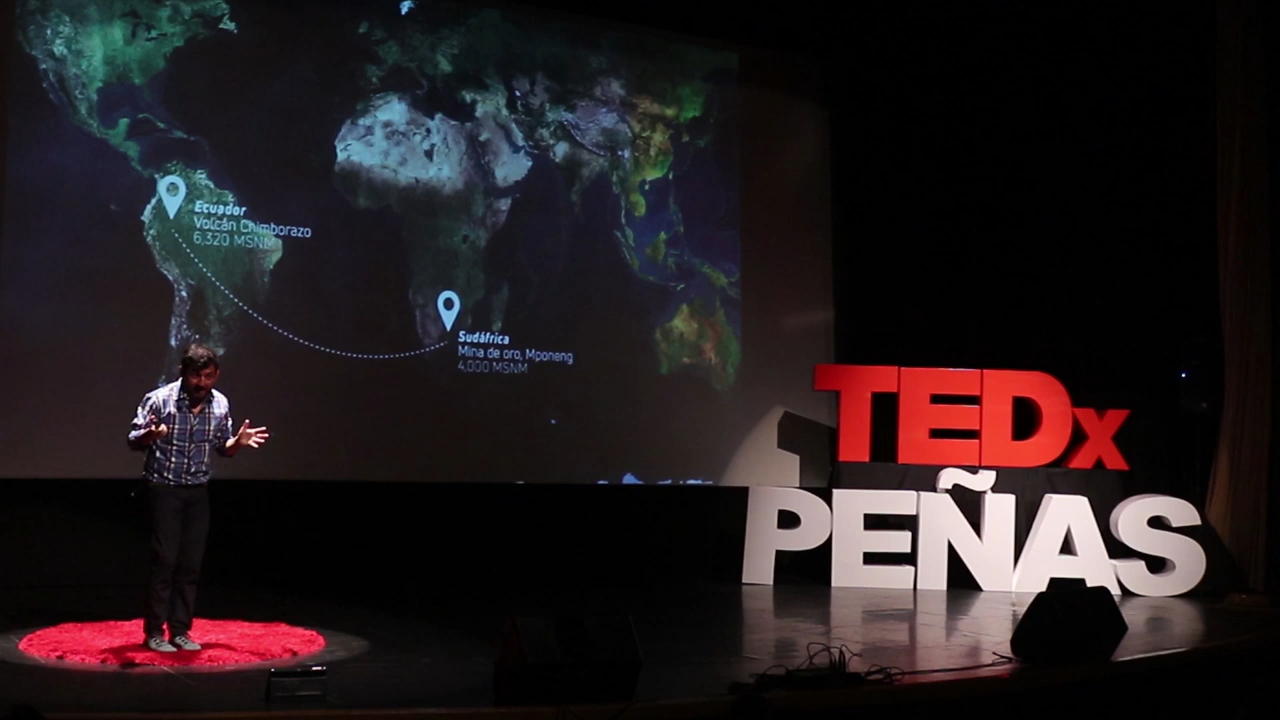 Ecuador
Volcán Chimborazo
6,320 MSNM
Sudáfrica
Mina de oro, Mponeng
4,000 MSNM
TEDx
PEÑAS